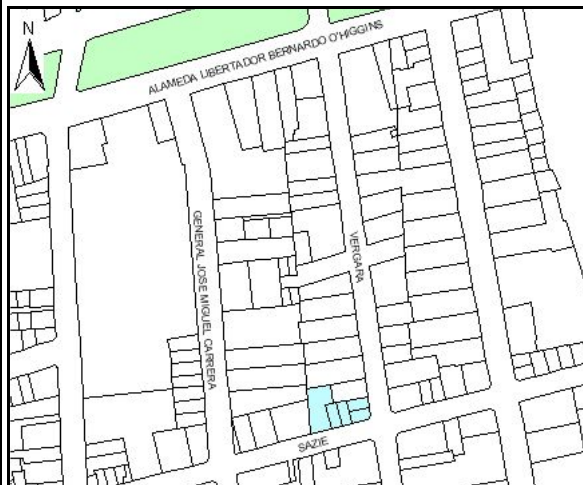 N
ALAMEDA LIBERTADOR BERNARDO O'HIGGINS
GENERAL JOSE MIGUEL CARRERA
VERGARA
SAZIE